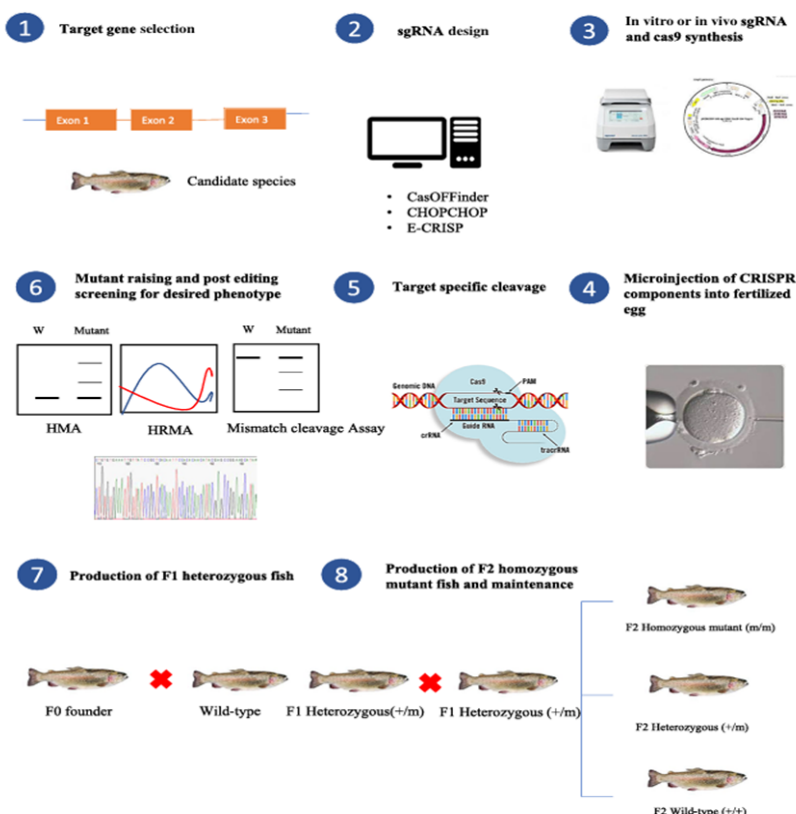 1
Target gene selection
Exon 1
Exon 2
Exon 3
Candidate species
2
sgRNA design
• CasOFFinder
• CHOPCHOP
• E-CRISP
3
In vitro or in vivo sgRNA
and cas9 synthesis
6
Mutant raising and post editing
screening for desired phenotype
W Mutant
HMA
HRMA
W Mutant
Mismatch cleavage Assay
5
Target specific cleavage
Genomic DNA
Cas9
PAM
Target Sequence
Guide RNA
crRNA
tracrRNA
4
Microinjection of CRISPR
components into fertilized
egg
7
Production of F1 heterozygous fish
F0 founder
Wild-type
8
Production of F2 homozygous
mutant fish and maintenance
F1 Heterozygous(+/m)
F1 Heterozygous (+/m)
F2 Homozygous mutant (m/m)
F2 Heterozygous (+/m)
F2 Wild-type (+/+)